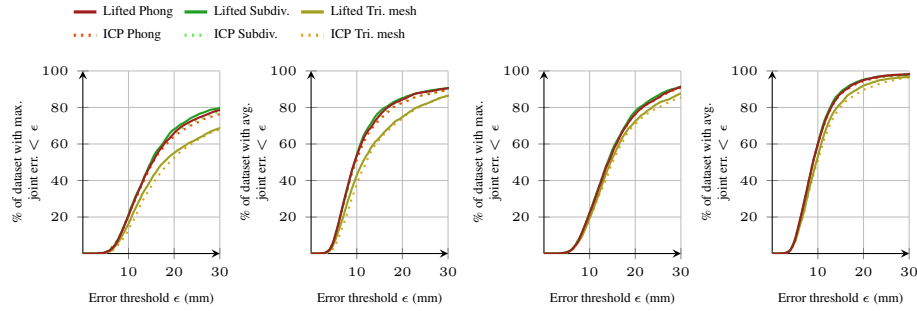 Lifted Phong Lifted Subdiv. Lifted Tri. mesh
ICP Phong ICP Subdiv. ICP Tri. mesh
% of dataset with max.
joint err. < ϵ
100
80
60
40
20
10 20 30
Error threshold ϵ (mm)
% of dataset with avg.
joint err. < ϵ
100
80
60
40
20
10 20 30
Error threshold ϵ (mm)
% of dataset with max.
joint err. < ϵ
100
80
60
40
20
10 20 30
Error threshold ϵ (mm)
% of dataset with avg.
joint err. < ϵ
100
80
60
40
20
10 20 30
Error threshold ϵ (mm)